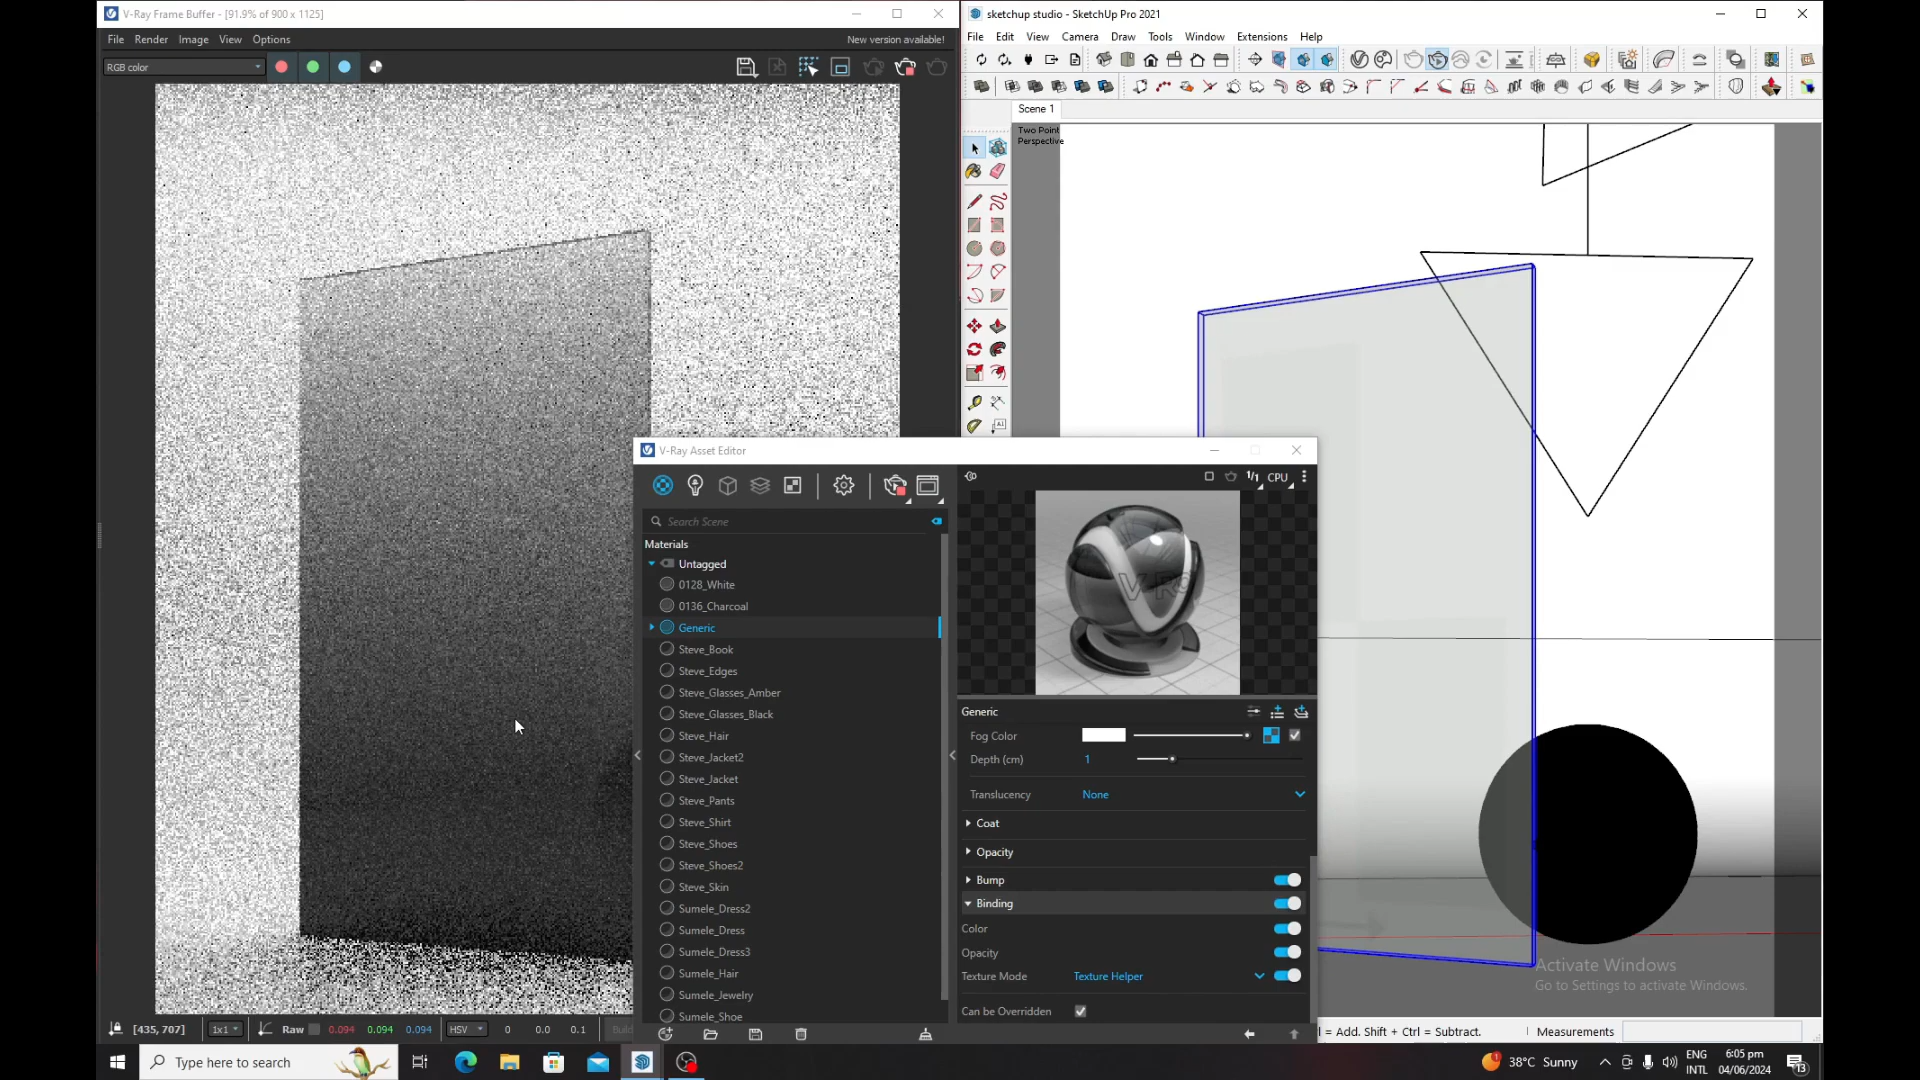 V-Ray Frame Buffer - [91.9% of 900 x 1125]
File Render Image View Options
New version available!
RGB color
sketchup studio - SketchUp Pro 2021
File Edit View Camera Draw Tools Window Extensions Help
Scene 1
Two Point
Perspective
V-Ray Asset Editor
1/1 CPU
Search Scene
Materials
Untagged
0128_White
0136_Charcoal
Generic
Steve_Book
Steve_Edges
Steve_Glasses_Amber
Steve_Glasses_Black
Steve_Hair
Steve_Jacket2
Steve_Jacket
Steve_Pants
Steve_Shirt
Steve_Shoes
Steve_Shoes2
Steve_Skin
Sumele_Dress2
Sumele_Dress
Sumele_Dress3
Sumele_Hair
Sumele_Jewelry
Sumele_Shoe
Generic
Fog Color
Depth (cm) 1
Translucency None
Coat
Opacity
Bump
Binding
Color
Opacity
Texture Mode Texture Helper
Can be Overridden
Activate Windows
Go to Settings to activate Windows.
[435, 707] 1x1 Raw 0.094 0.094 0.094 HSV 0 0.0 0.1
l = Add. Shift + Ctrl = Subtract. Measurements
Type here to search
38°C Sunny
ENG
INTL
6:05 pm
04/06/2024
13